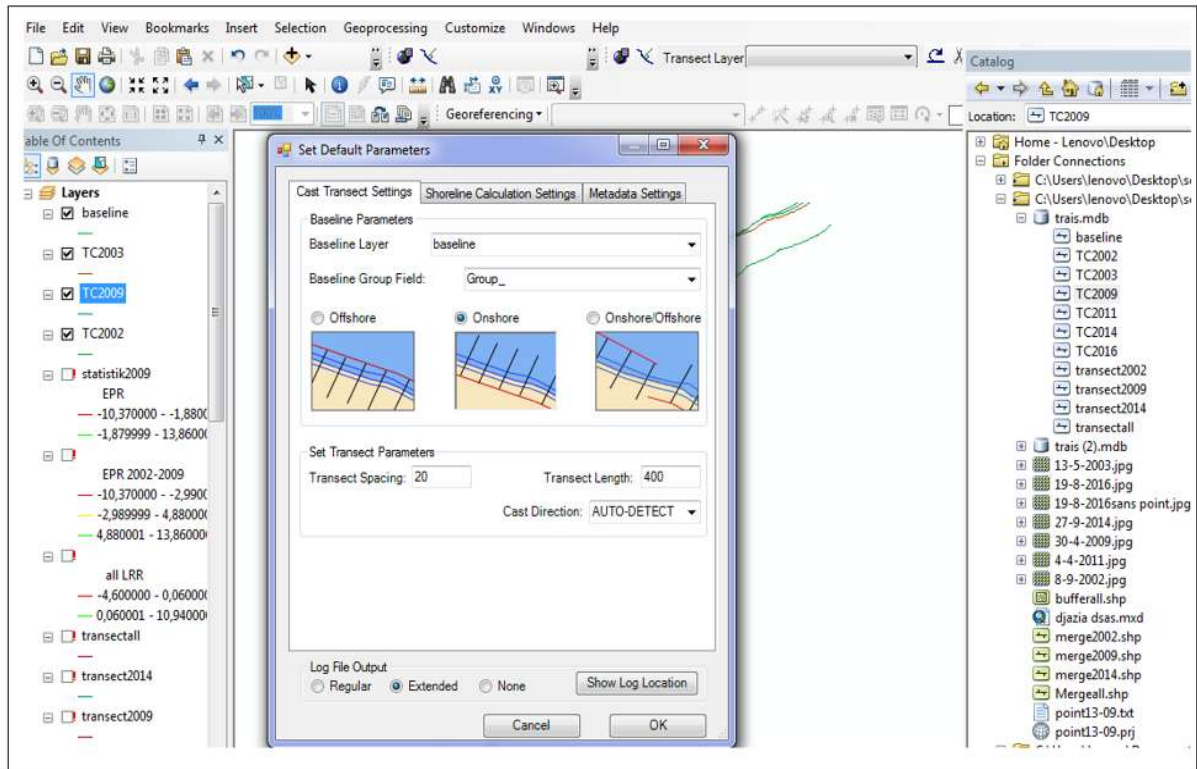 File Edit View Bookmarks Insert Selection Geoprocessing Customize Windows Help
Transect Layer
Georeferencing
able Of Contents
Layers
baseline
TC2003
TC2009
TC2002
statistik2009
EPR
-10,370000 - -1,8800
-1,879999 - 13,8600
EPR 2002-2009
-10,370000 - -2,9900
-2,989999 - 4,88000
4,880001 - 13,86000
all LRR
-4,600000 - 0,06000
0,060001 - 10,94000
transectall
transect2014
transect2009
Set Default Parameters
Cast Transect Settings Shoreline Calculation Settings Metadata Settings
Baseline Parameters
Baseline Layer baseline
Baseline Group Field: Group_
Offshore Onshore Onshore/Offshore
Set Transect Parameters
Transect Spacing: 20 Transect Length: 400
Cast Direction: AUTO-DETECT
Log File Output
Regular Extended None Show Log Location
Cancel OK
Catalog
Location: TC2009
Home - Lenovo\Desktop
Folder Connections
C:\Users\lenovo\Desktop\s
C:\Users\lenovo\Desktop\s
trais.mdb
baseline
TC2002
TC2003
TC2009
TC2011
TC2014
TC2016
transect2002
transect2009
transect2014
transectall
trais (2).mdb
13-5-2003.jpg
19-8-2016.jpg
19-8-2016sans point.jpg
27-9-2014.jpg
30-4-2009.jpg
4-4-2011.jpg
8-9-2002.jpg
bufferall.shp
djazia dsas.mxd
merge2002.shp
merge2009.shp
merge2014.shp
Mergeall.shp
point13-09.txt
point13-09.prj